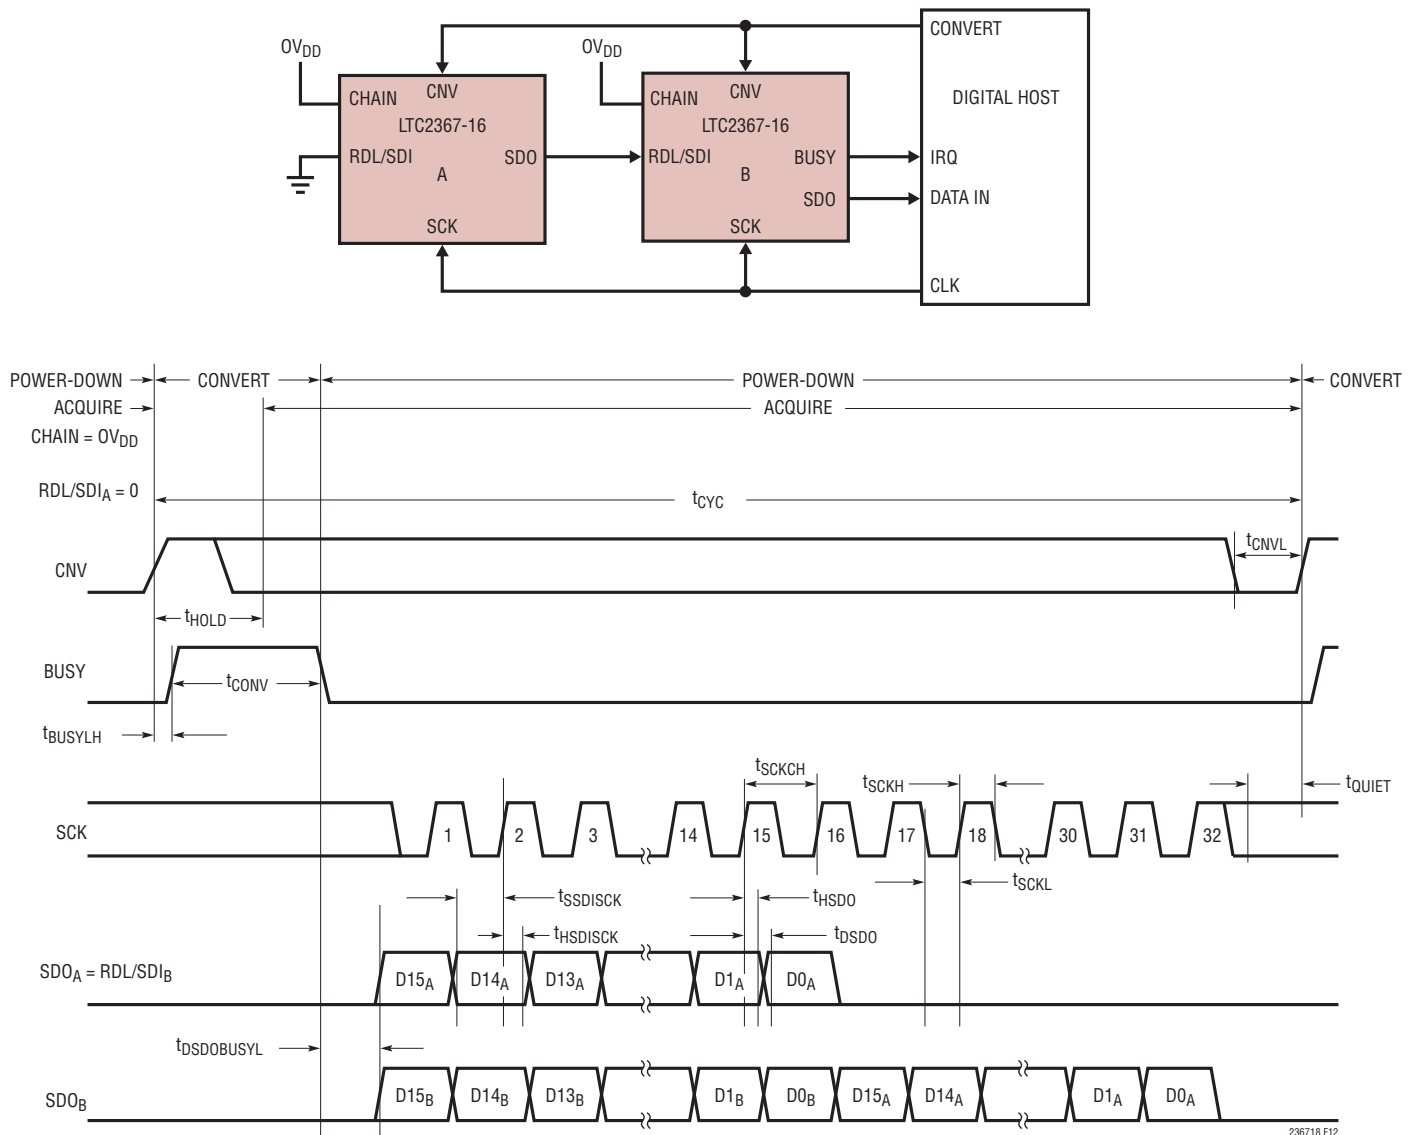 CONVERT
OVDD
OVDD
CNV
CNV
CHAIN
CHAIN
DIGITAL HOST
LTC2367-16
LTC2367-16
RDL/SDI
SDO
RDL/SDI
BUSY
IRQ
A
B
SDO
DATA IN
SCK
SCK
CLK
POWER-DOWN
CONVERT
POWER-DOWN
CONVERT
ACQUIRE
ACQUIRE
CHAIN = OVDD
RDL/SDIA = 0
tCYC
tCNVL
CNV
tHOLD
BUSY
tCONV
tBUSYLH
tSCKCH
tSCKH
tQUIET
SCK
1
2
3
14
15
16
17
18
30
31
32
tSCKL
tSSDISCK
tHSDO
tHSDISCK
tDSDO
SDOA = RDL/SDIB
D15A
D14A
D13A
D1A
D0A
tDSDOBUSYL
SDOB
D15B
D14B
D13B
D1B
D0B
D15A
D14A
D1A
D0A
236718 F12